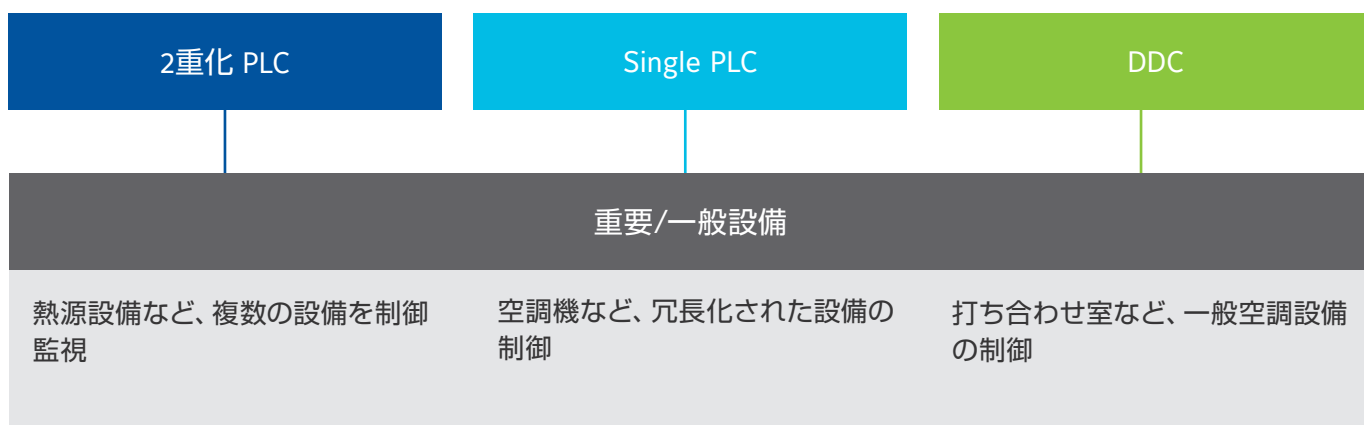 2重化 PLC
Single PLC
DDC
重要/一般設備
熱源設備など、複数の設備を制御
監視
空調機など、冗長化された設備の
制御
打ち合わせ室など、一般空調設備
の制御